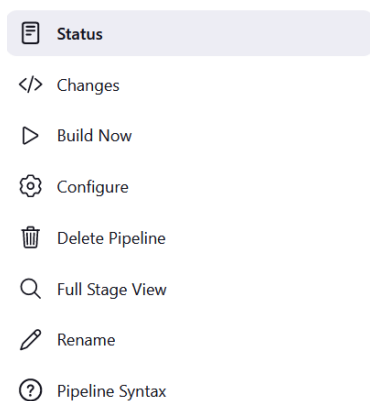 Status
Changes
Build Now
Configure
Delete Pipeline
Full Stage View
Rename
Pipeline Syntax